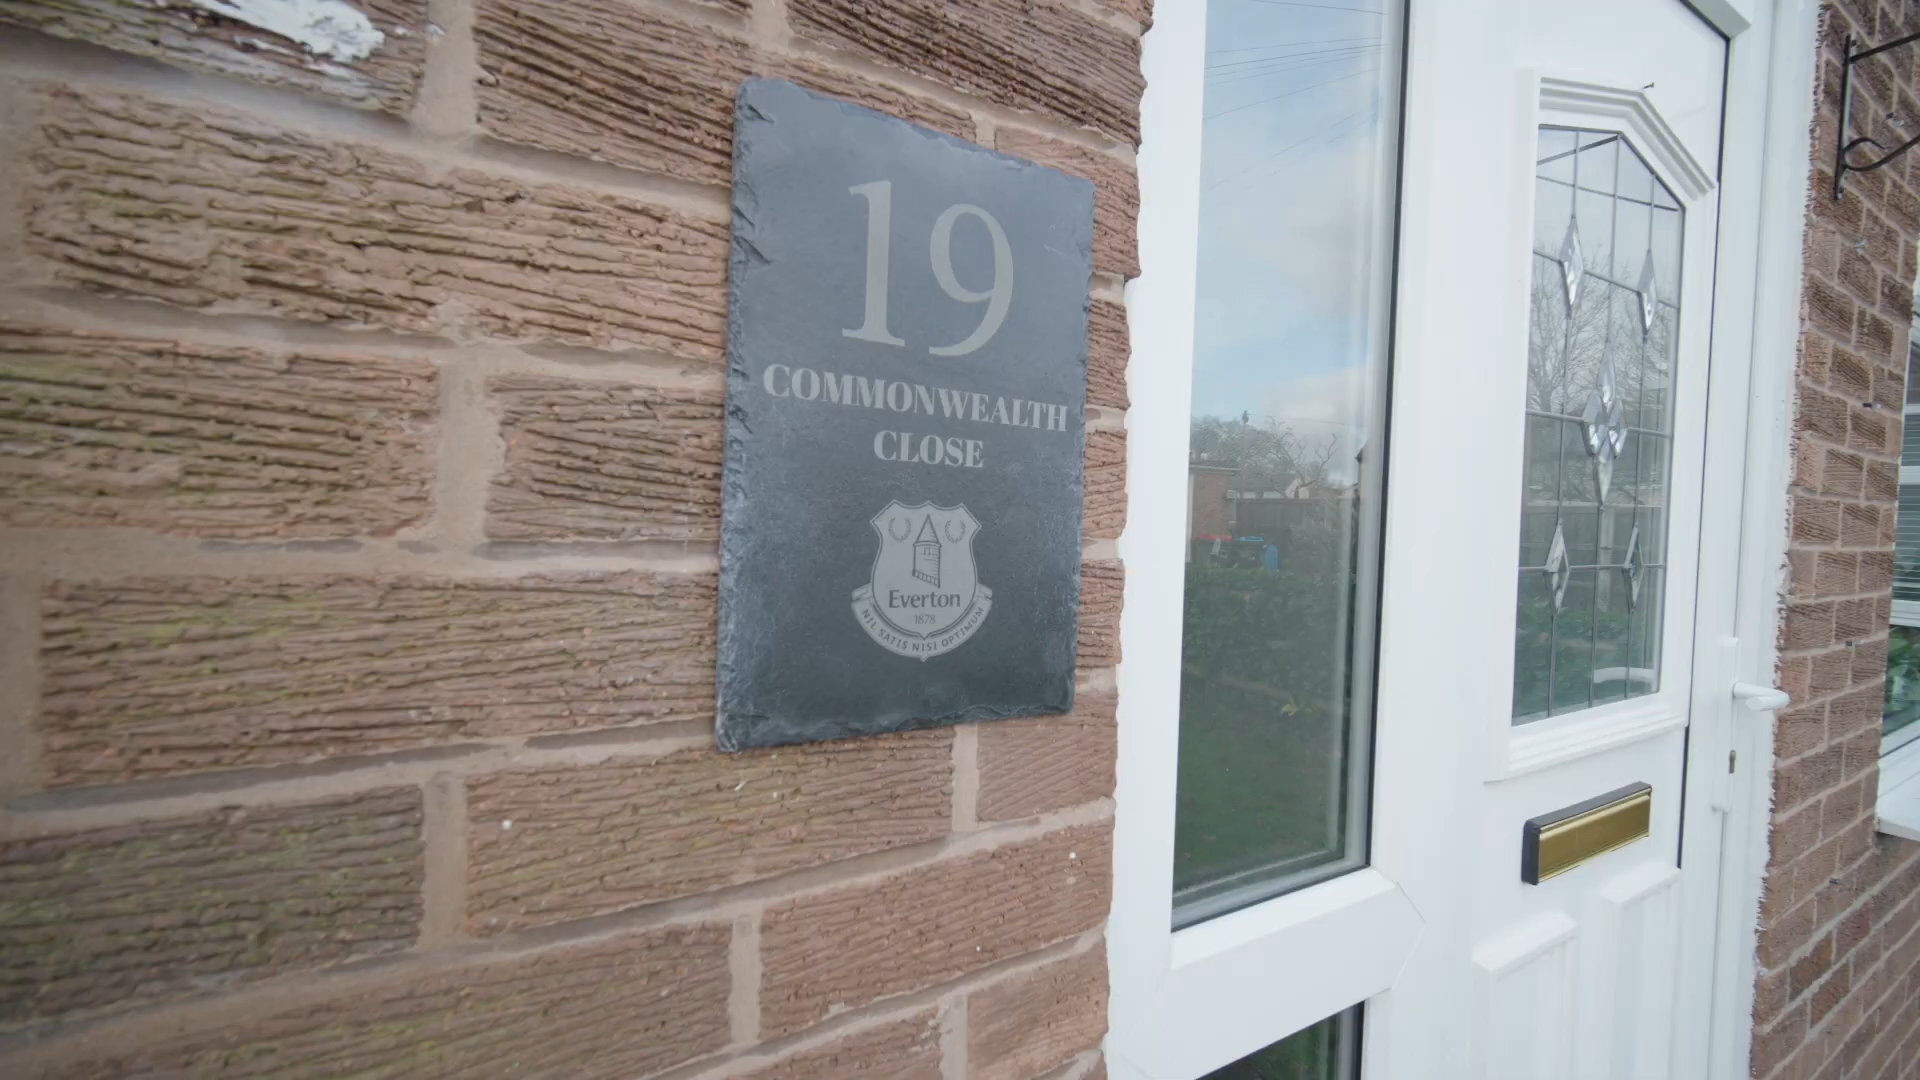 19
COMMONWEALTH
CLOSE
Everton
1878
NIL SATIS NISI OPTIMUM